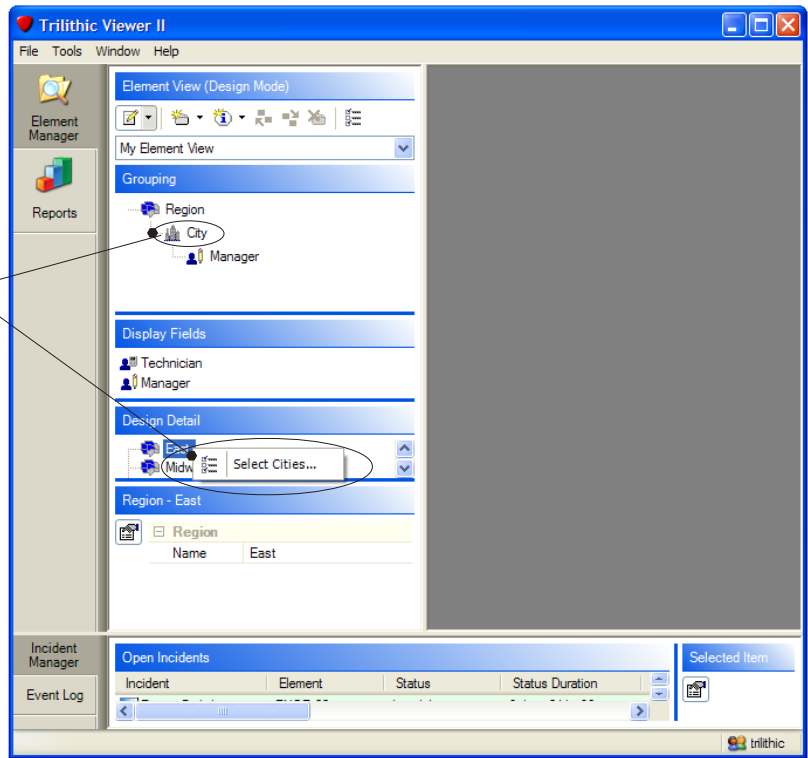 Trilithic Viewer II
File Tools Window Help
Element Manager
Reports
Element View (Design Mode)
My Element View
Grouping
Region
City
Manager
Display Fields
Technician
Manager
Design Detail
East
Midw
Select Cities...
Region - East
Region
Name East
Incident Manager
Event Log
Open Incidents
Incident Element Status Status Duration
Selected Item
trilithic